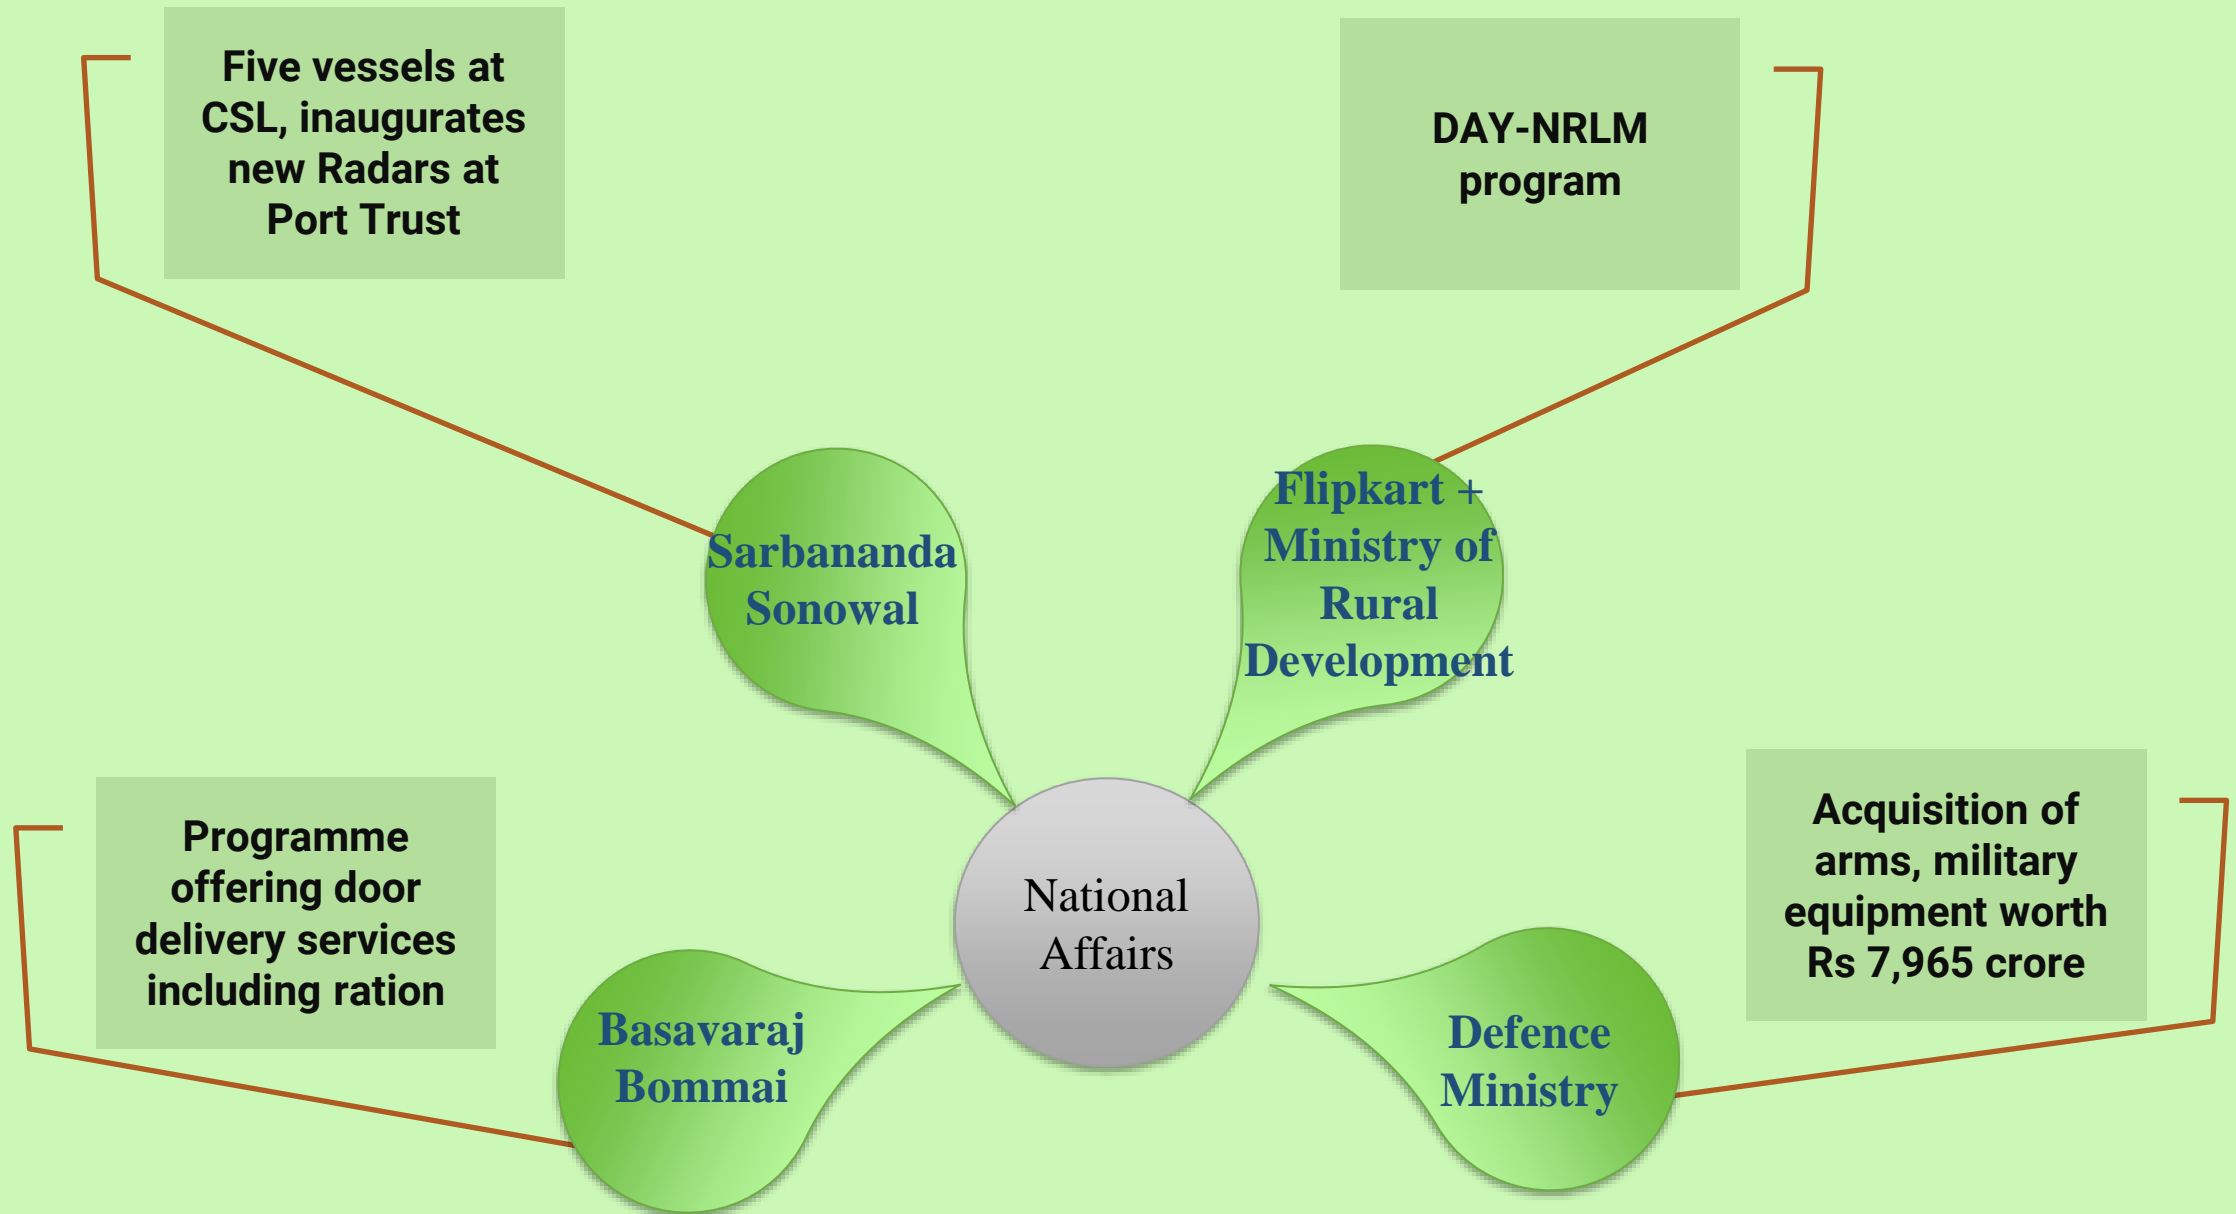 Five vessels at
CSL, inaugurates
new Radars at
Port Trust
DAY-NRLM
program
Sarbananda
Sonowal
Flipkart +
Ministry of
Rural
Development
Programme
offering door
delivery services
including ration
National
Affairs
Acquisition of
arms, military
equipment worth
Rs 7,965 crore
Basavaraj
Bommai
Defence
Ministry